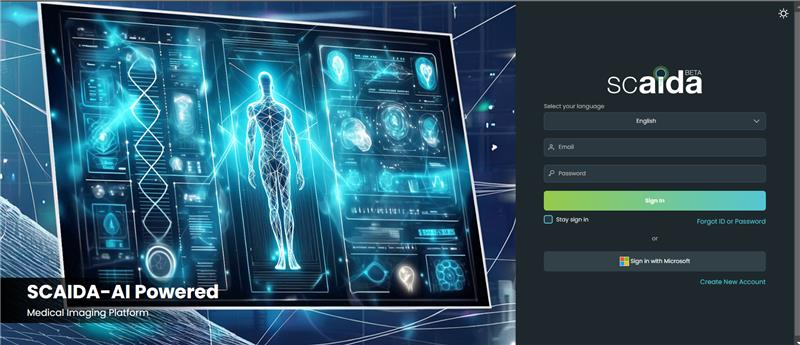 SCAIDA-AI Powered
Medical Imaging Platform
scaida BETA
Select your language
English
Email
Password
Sign In
Stay sign in
Forgot ID or Password
or
Sign in with Microsoft
Create New Account